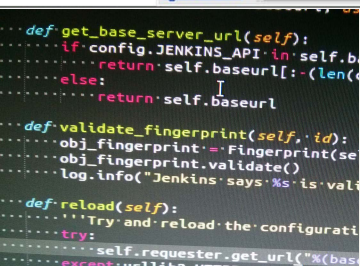 def get_base_server_url(self):
if config.JENKINS_API in self.b
return self.baseurl[:-(len(
else:
return self.baseurl
def validate_fingerprint(self, id):
obj_fingerprint = Fingerprint(se
obj_fingerprint.validate()
log.info("Jenkins says %s is vali
def reload(self):
'''Try and reload the configurati
try:
self.requester.get_url("%(bas
except